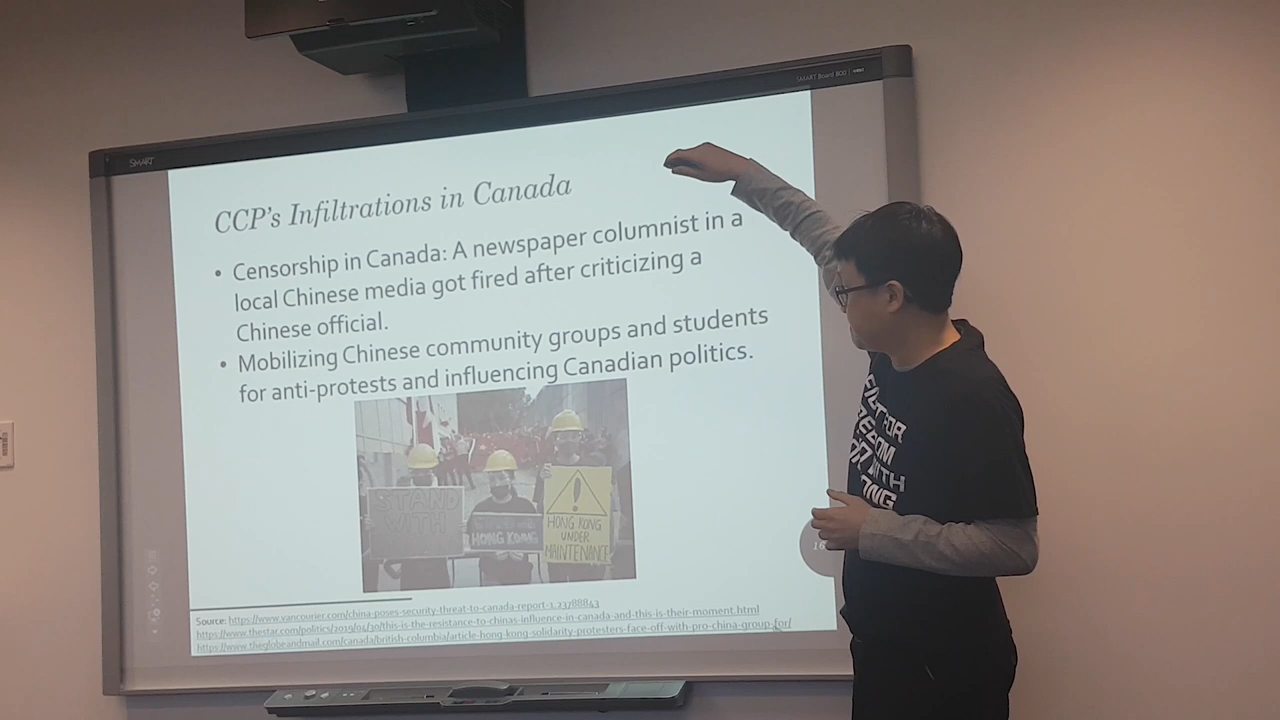 SMART Board 800
SMART
CCP's Infiltrations in Canada
• Censorship in Canada: A newspaper columnist in a
local Chinese media got fired after criticizing a
Chinese official.
• Mobilizing Chinese community groups and students
for anti-protests and influencing Canadian politics.
STAND
WITH
HONG KONG
HONG KONG
UNDER
MAINTENANCE
16
Source: https://www.vancourier.com/china-poses-security-threat-to-canada-report-1.23788843
https://www.thestar.com/politics/2019/04/30/this-is-the-resistance-to-chinas-influence-in-canada-and-this-is-their-moment.html
https://www.theglobeandmail.com/canada/british-columbia/article-hong-kong-solidarity-protesters-face-off-with-pro-china-group-for/
FOR
WITH